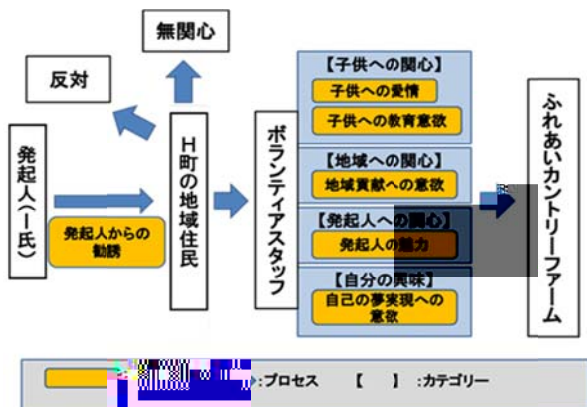 無関心
反対
発起人(I氏)
発起人からの
勧誘
H町の地域住民
ボランティアスタッフ
【子供への関心】
子供への愛情
子供への教育意欲
【地域への関心】
地域貢献への意欲
【発起人への関心】
発起人の魅力
【自分の興味】
自己の夢実現への
意欲
ふれあいカントリーファーム
:プロセス 【 】 :カテゴリー